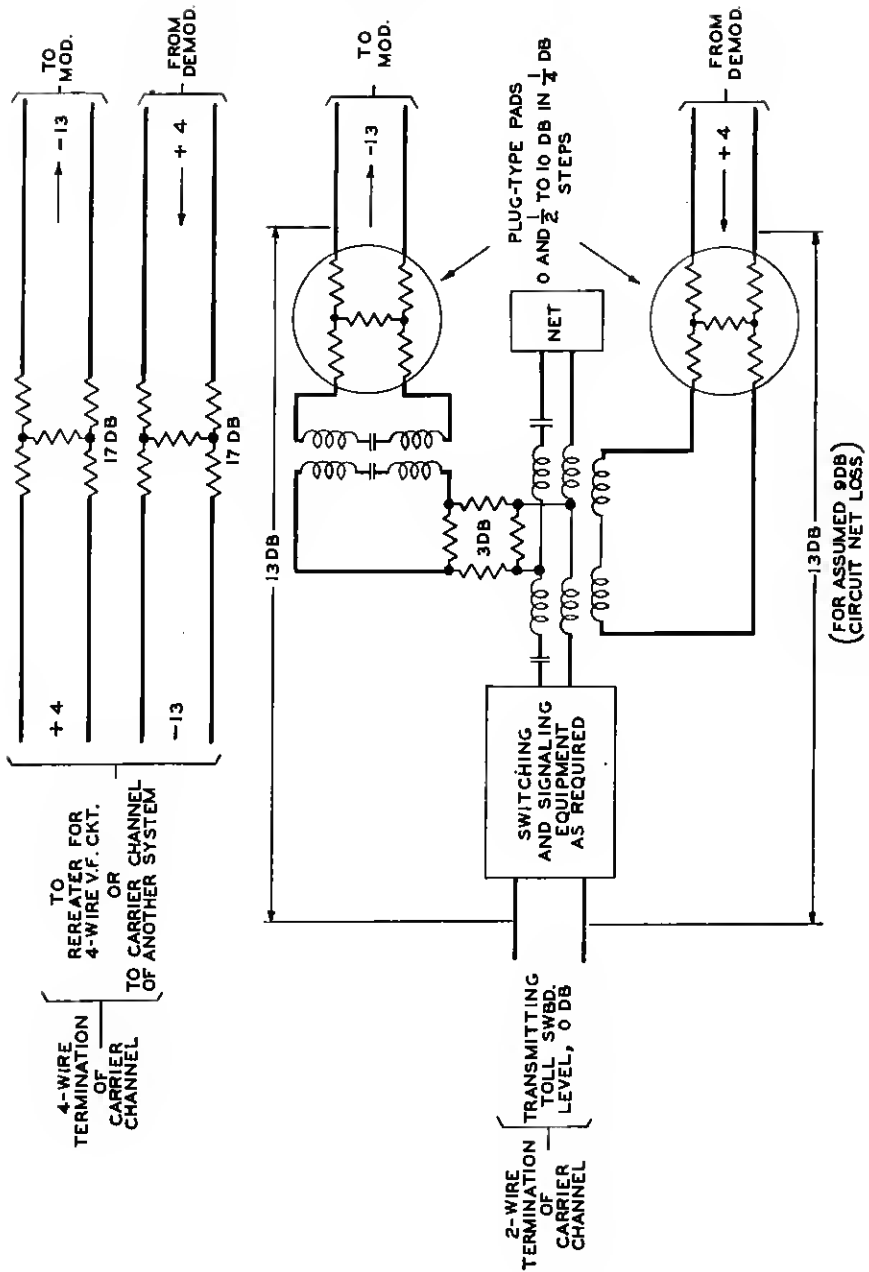 4-WIRE
TERMINATION
OF
CARRIER
CHANNEL
TO
REREATER FOR
4-WIRE V.F. CKT.
OR
TO CARRIER CHANNEL
OF ANOTHER SYSTEM
+4
-13
17 DB
17 DB
-13
+4
TO
MOD.
FROM
DEMOD.
2-WIRE
TERMINATION
OF
CARRIER
CHANNEL
TRANSMITTING
TOLL SWBD.
LEVEL, 0 DB
SWITCHING
AND SIGNALING
EQUIPMENT
AS REQUIRED
13 DB
3 DB
NET
-13
TO
MOD.
PLUG-TYPE PADS
0 AND 1/2 TO 10 DB IN 1/4 DB
STEPS
+4
FROM
DEMOD.
13 DB
(FOR ASSUMED 9DB
CIRCUIT NET LOSS)